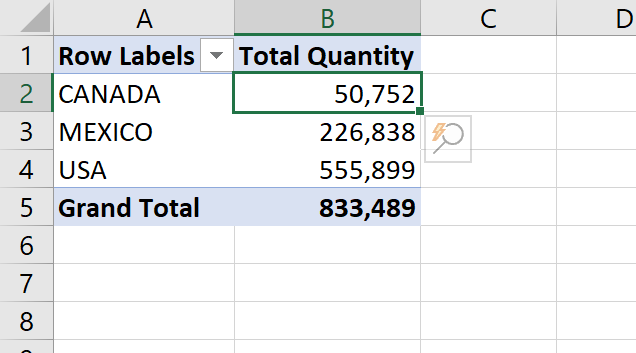 A B C D
1 Row Labels Total Quantity
2 CANADA 50,752
3 MEXICO 226,838
4 USA 555,899
5 Grand Total 833,489
6
7
8